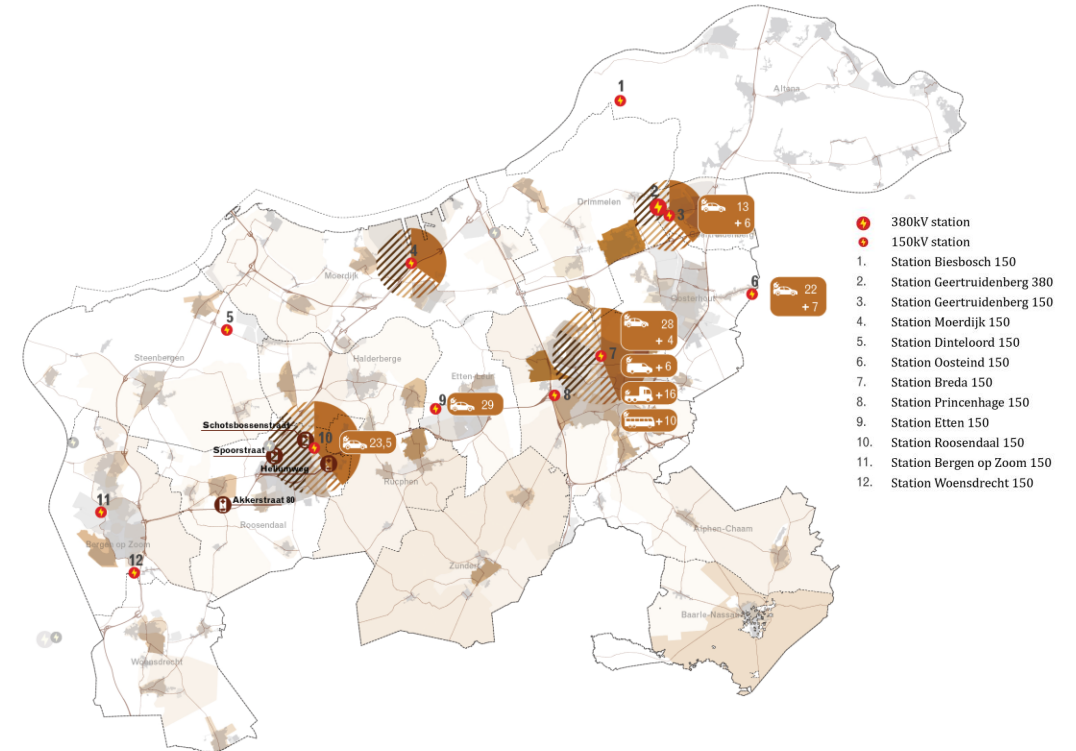 1
Altena
2
Drimmelen
3
13
+ 6
Geertruidenberg
4
Moerdijk
6
22
+ 7
Oosterhout
5
Steenbergen
Halderberge
28
+ 4
7
+6
Etten-Leur
8
9
29
+16
+10
Schotsbossenstraat
10
23,5
Spoorstraat
Heikantweg
Rucphen
Akkerstraat 80
Roosendaal
11
Bergen op Zoom
12
Zundert
Alphen-Chaam
Baarle-Nassau
Woensdrecht
380kV station
150kV station
1. Station Biesbosch 150
2. Station Geertruidenberg 380
3. Station Geertruidenberg 150
4. Station Moerdijk 150
5. Station Dinteloord 150
6. Station Oosteind 150
7. Station Breda 150
8. Station Princenhage 150
9. Station Etten 150
10. Station Roosendaal 150
11. Station Bergen op Zoom 150
12. Station Woensdrecht 150